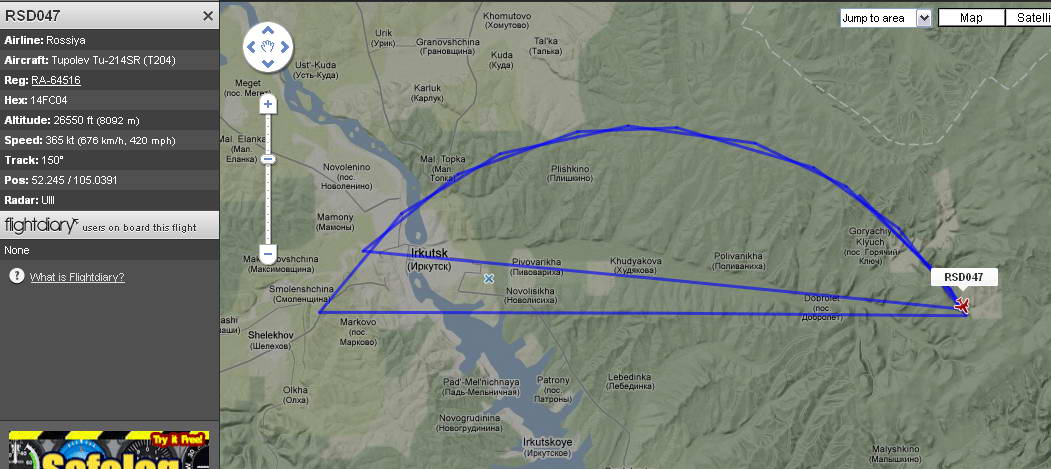 RSD047
Airline: Rossiya
Aircraft: Tupolev Tu-214SR (T204)
Reg: RA-64516
Hex: 14FC04
Altitude: 26550 ft (8092 m)
Speed: 365 kt (676 km/h, 420 mph)
Track: 150°
Pos: 52.245 / 105.0391
Radar: UIII
flightdiary users on board this flight
None
? What is Flightdiary?
Try it Free!
Jump to area
Map
Satelli
Khomutovo
(Хомутово)
Urik
(Урик)
Granovshchina
(Грановщина)
Tal'ka
(Талька)
Kuda
(Куда)
Ust'-Kuda
(Усть-Куда)
Meget
(пос. Мегет)
Karluk
(Карлук)
Mal. Elanka
(Мал.
Еланка)
Novolenino
(пос.
Новоленино)
Mal. Topka
(Мал.
Топка)
Plishkino
(Плишкино)
Mamony
(Мамоны)
Irkutsk
(Иркутск)
Goryachiy
Klyuch
(пос. Горячий
Ключ)
(Максимовщина)
Pivovarikha
(Пивовариха)
Khudyakova
(Худякова)
Polivanikha
(Поливаниха)
RSD047
Smolenshchina
(Смоленщина)
Novolisikha
(Новолисиха)
Dobrolet
(пос.
Добролет)
Markovo
(пос.
Марково)
Shelekhov
(Шелехов)
Olkha
(Олха)
Pad'-Mel'nichnaya
(Падь-Мельничная)
Patrony
(пос.
Патроны)
Lebedinka
(Лебединка)
Novogrudinina
(Новогрудинина)
Irkutskoye
(Иркутское)
Malyshkino
(Малышкино)